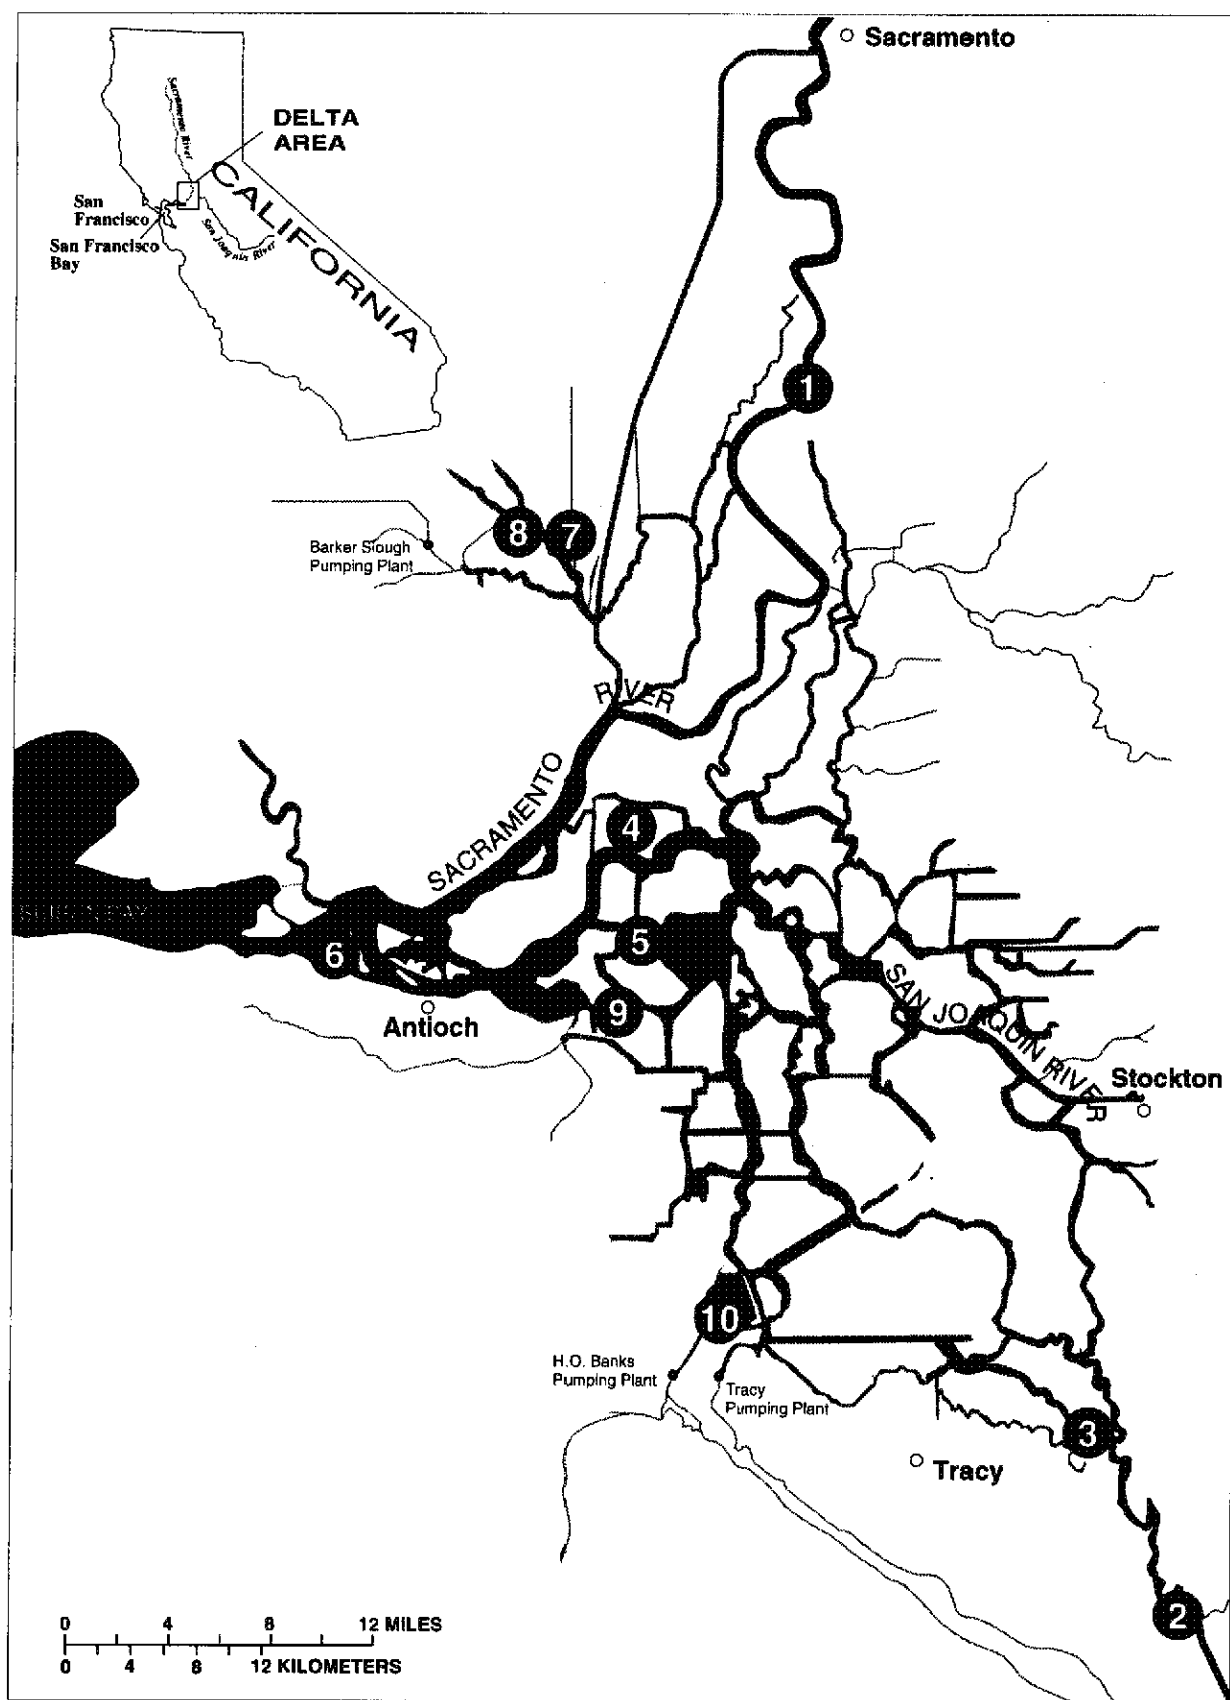 Sacramento
Sacramento River
DELTA
AREA
CALIFORNIA
San
Francisco
San Francisco
Bay
San Joaquin River
1
8
7
Barker Slough
Pumping Plant
RIVER
SACRAMENTO
4
SUISUN BAY
5
6
SAN JOAQUIN RIVER
9
Antioch
Stockton
10
H.O. Banks
Pumping Plant
Tracy
Pumping Plant
3
Tracy
2
0 4 8 12 MILES
0 4 8 12 KILOMETERS